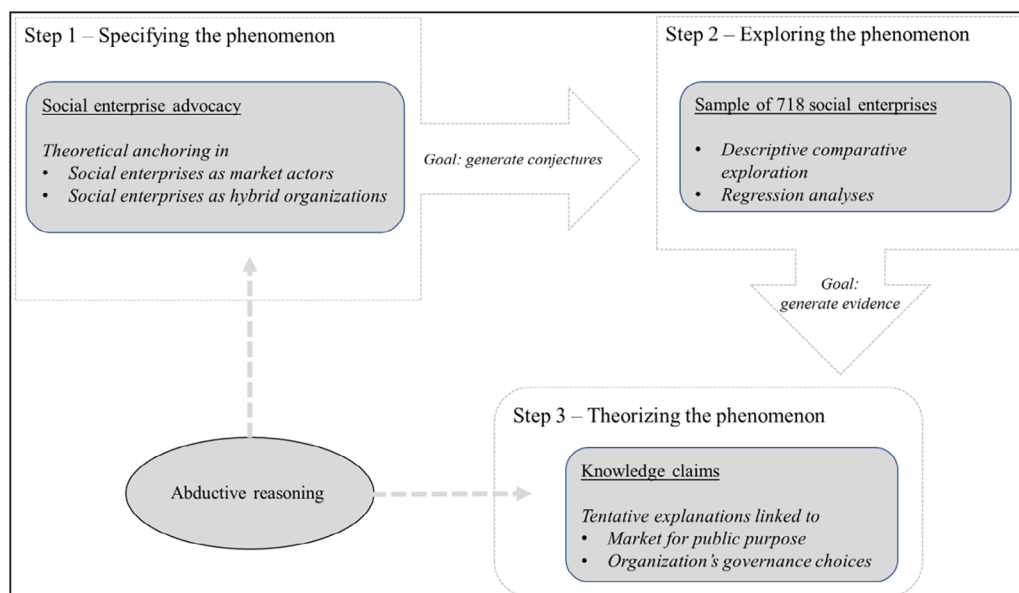 Step 1 – Specifying the phenomenon
Social enterprise advocacy
Theoretical anchoring in
• Social enterprises as market actors
• Social enterprises as hybrid organizations
Goal: generate conjectures
Step 2 – Exploring the phenomenon
Sample of 718 social enterprises
• Descriptive comparative
exploration
• Regression analyses
Goal:
generate evidence
Step 3 – Theorizing the phenomenon
Knowledge claims
Tentative explanations linked to
• Market for public purpose
• Organization's governance choices
Abductive reasoning